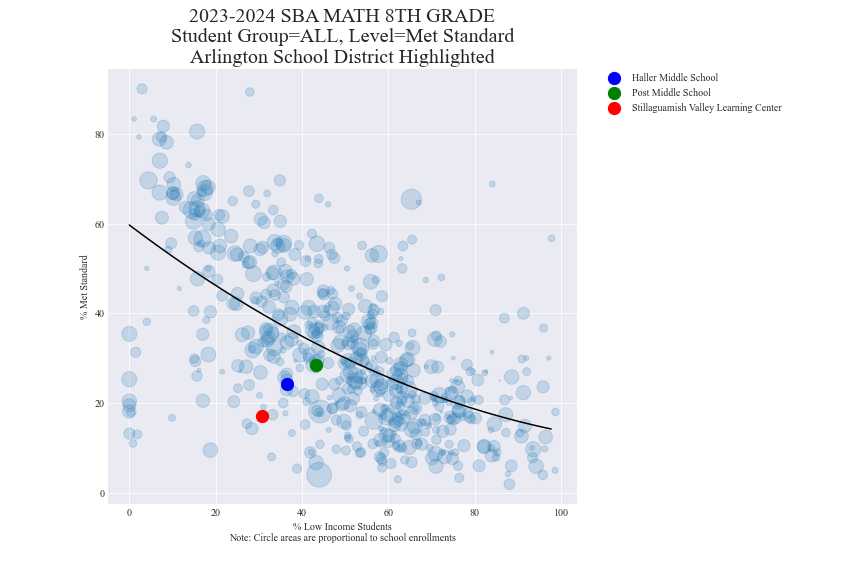 2023-2024 SBA MATH 8TH GRADE
Student Group=ALL, Level=Met Standard
Arlington School District Highlighted
Haller Middle School
Post Middle School
Stillaguamish Valley Learning Center
80
60
40
20
0
% Met Standard
0 20 40 60 80 100
% Low Income Students
Note: Circle areas are proportional to school enrollments